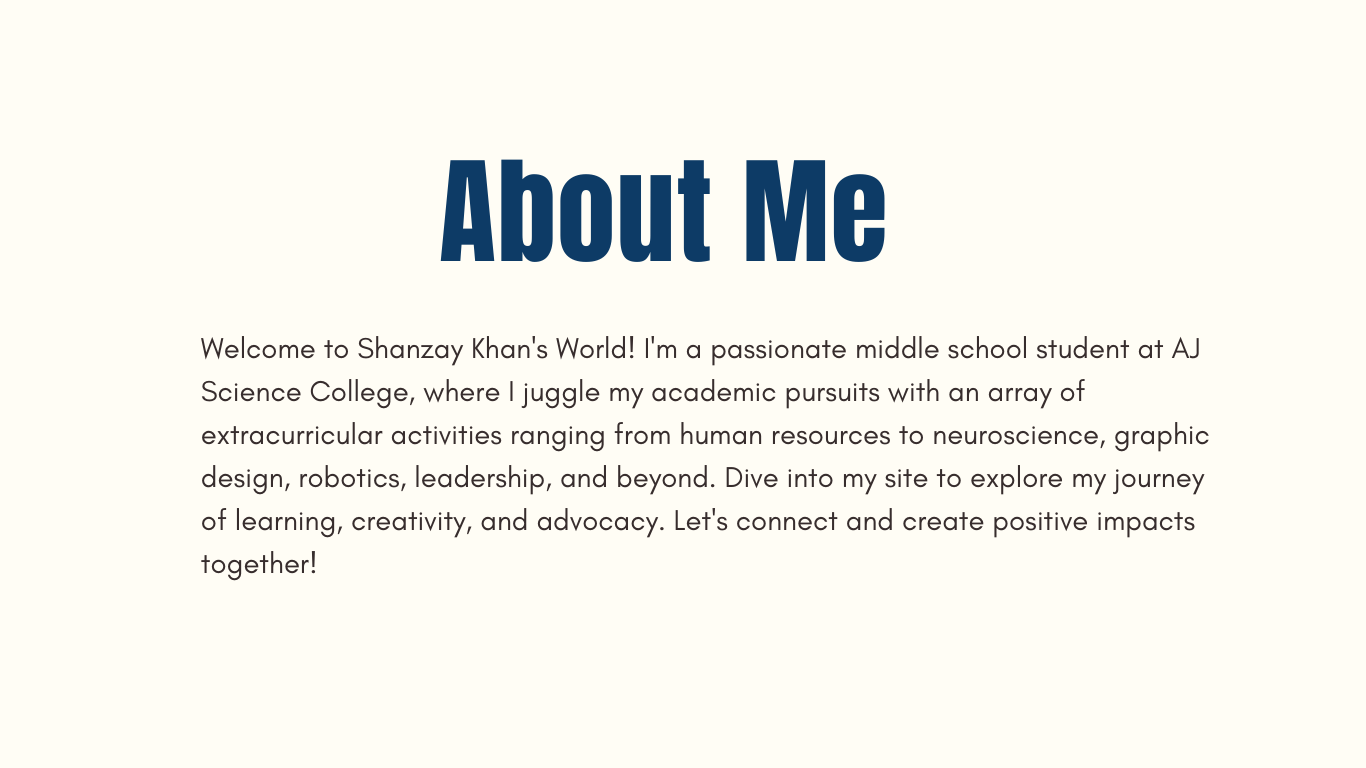 About Me
Welcome to Shanzay Khan's World! I'm a passionate middle school student at AJ
Science College, where I juggle my academic pursuits with an array of
extracurricular activities ranging from human resources to neuroscience, graphic
design, robotics, leadership, and beyond. Dive into my site to explore my journey
of learning, creativity, and advocacy. Let's connect and create positive impacts
together!